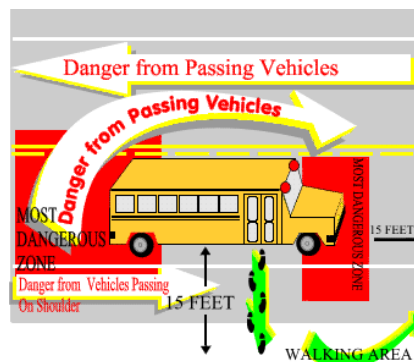 Danger from Passing Vehicles
Danger from Passing Vehicles
MOST DANGEROUS ZONE
MOST
DANGEROUS
ZONE
15 FEET
Danger from Vehicles Passing
On Shoulder
15 FEET
WALKING AREA